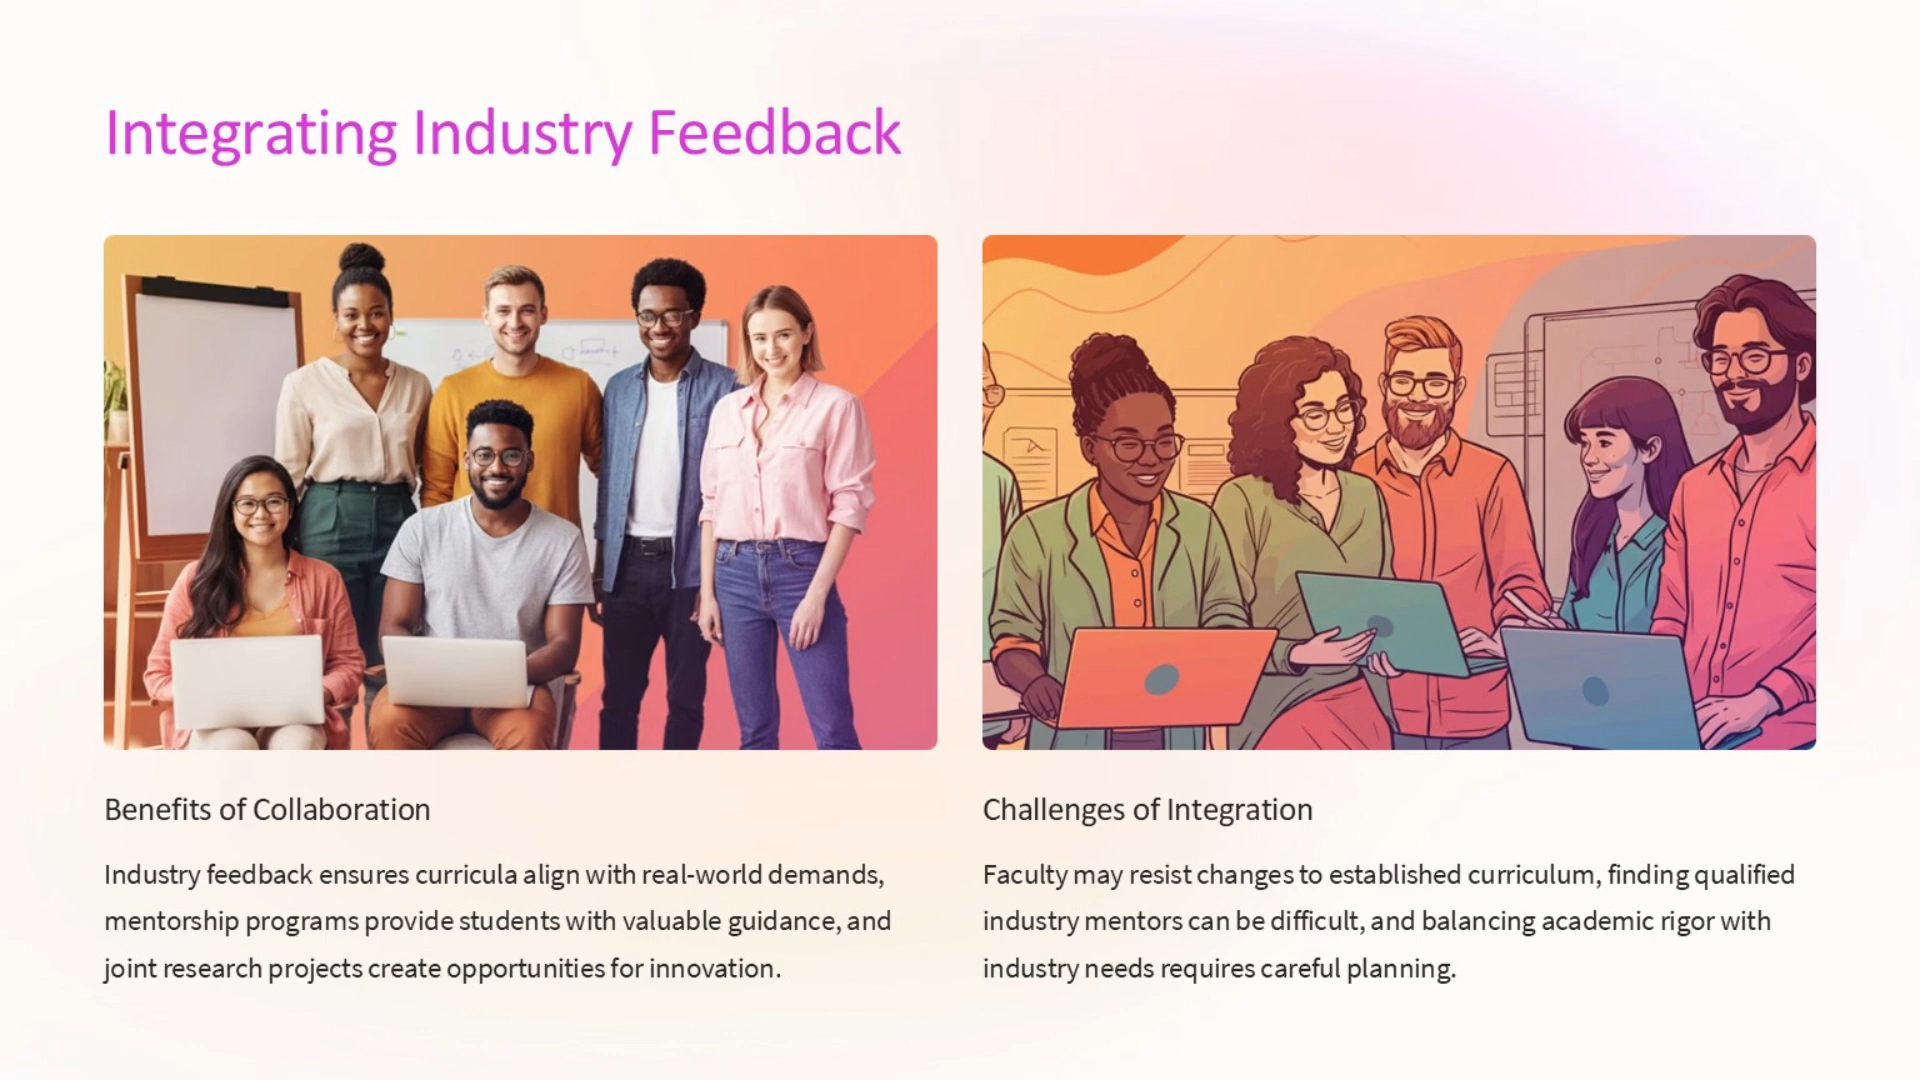 Integrating Industry Feedback
Benefits of Collaboration
Industry feedback ensures curricula align with real-world demands,
mentorship programs provide students with valuable guidance, and
joint research projects create opportunities for innovation.
Challenges of Integration
Faculty may resist changes to established curriculum, finding qualified
industry mentors can be difficult, and balancing academic rigor with
industry needs requires careful planning.